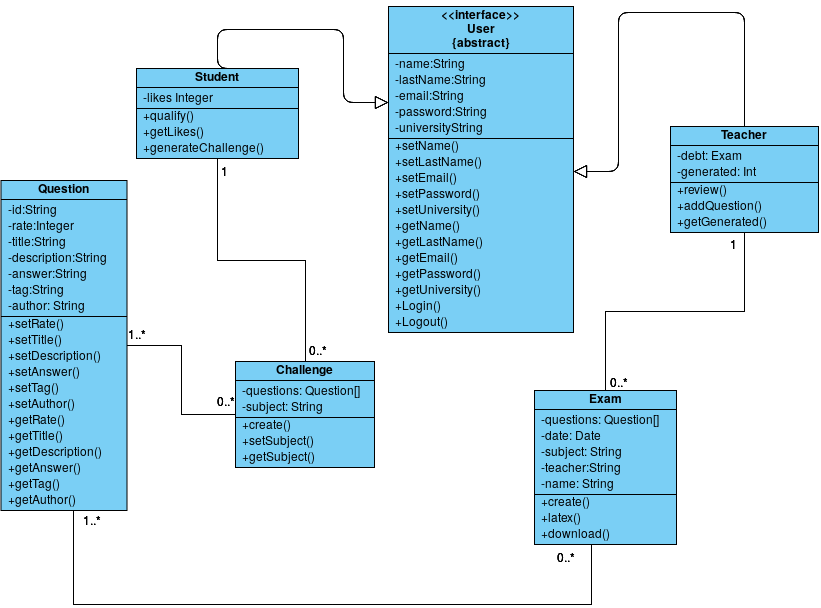 <<interface>>
User
{abstract}
-name:String
-lastName:String
-email:String
-password:String
-universityString
+setName()
+setLastName()
+setEmail()
+setPassword()
+setUniversity()
+getName()
+getLastName()
+getEmail()
+getPassword()
+getUniversity()
+Login()
+Logout()
Student
-likes Integer
+qualify()
+getLikes()
+generateChallenge()
1
Teacher
-debt: Exam
-generated: Int
+review()
+addQuestion()
+getGenerated()
1
Question
-id:String
-rate:Integer
-title:String
-description:String
-answer:String
-tag:String
-author: String
+setRate()
+setTitle()
+setDescription()
+setAnswer()
+setTag()
+setAuthor()
+getRate()
+getTitle()
+getDescription()
+getAnswer()
+getTag()
+getAuthor()
1..*
1..*
0..*
0..*
Challenge
-questions: Question[]
-subject: String
+create()
+setSubject()
+getSubject()
0..*
Exam
-questions: Question[]
-date: Date
-subject: String
-teacher:String
-name: String
+create()
+latex()
+download()
0..*